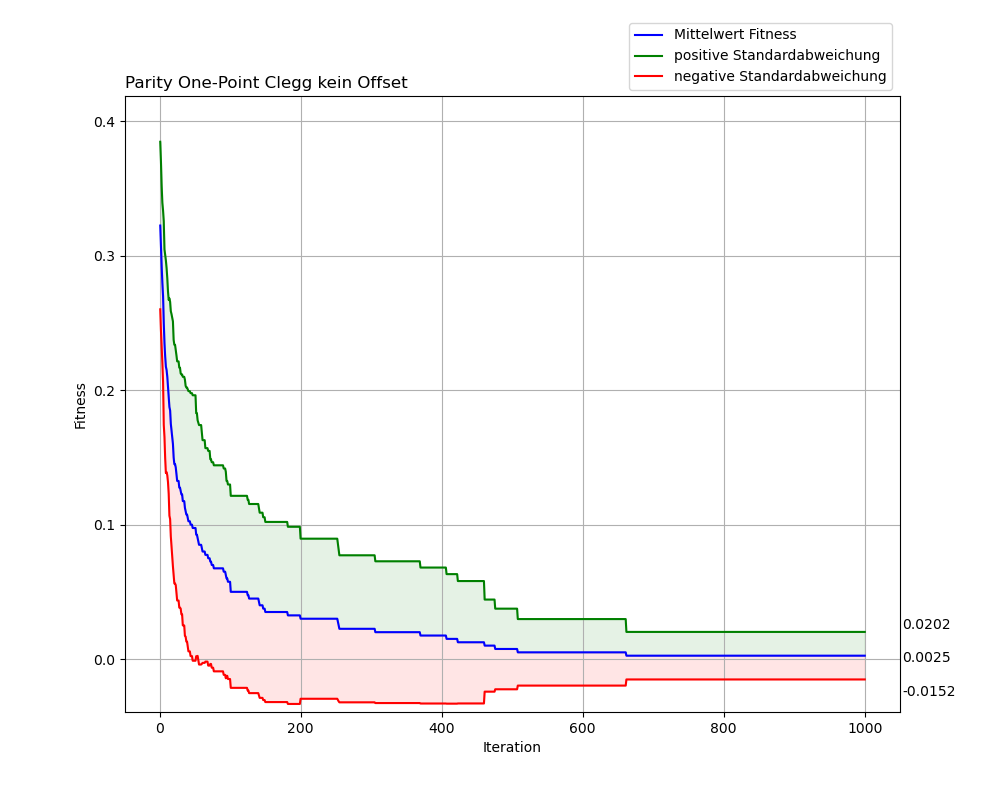 Mittelwert Fitness
positive Standardabweichung
negative Standardabweichung
Parity One-Point Clegg kein Offset
0.4
0.3
0.2
0.1
0.0
Fitness
0.0202
0.0025
-0.0152
0 200 400 600 800 1000
Iteration